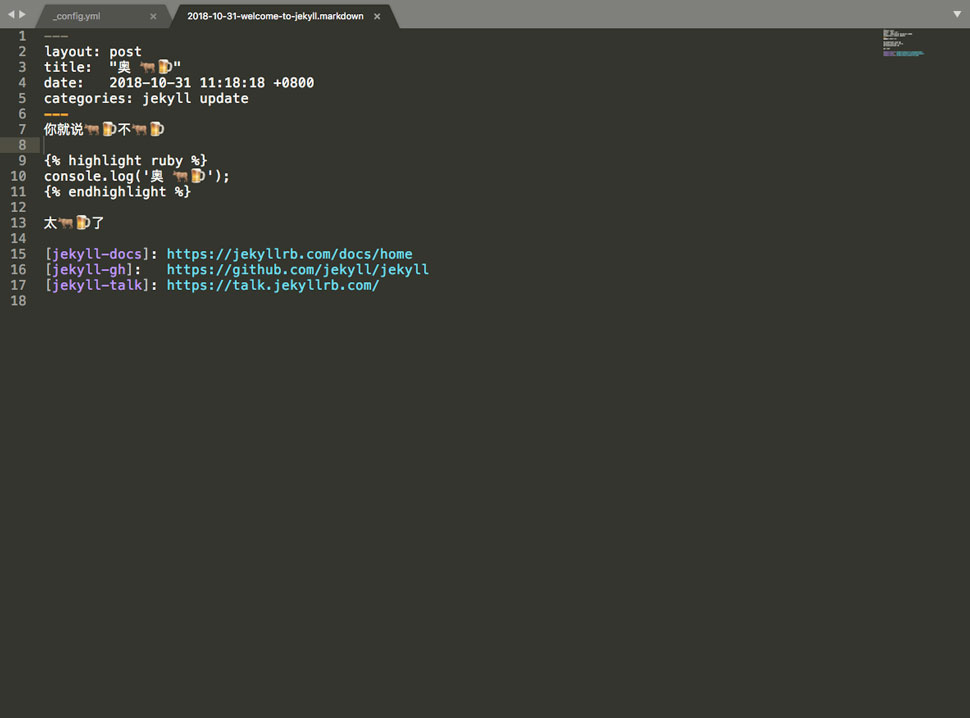 _config.yml
2018-10-31-welcome-to-jekyll.markdown
1 ---
2 layout: post
3 title:  "奥 🐂🍺"
4 date:   2018-10-31 11:18:18 +0800
5 categories: jekyll update
6 ---
7 你就说🐂🍺不🐂🍺
8
9 {% highlight ruby %}
10 console.log('奥 🐂🍺');
11 {% endhighlight %}
12
13 太🐂🍺了
14
15 [jekyll-docs]: https://jekyllrb.com/docs/home
16 [jekyll-gh]:   https://github.com/jekyll/jekyll
17 [jekyll-talk]: https://talk.jekyllrb.com/
18